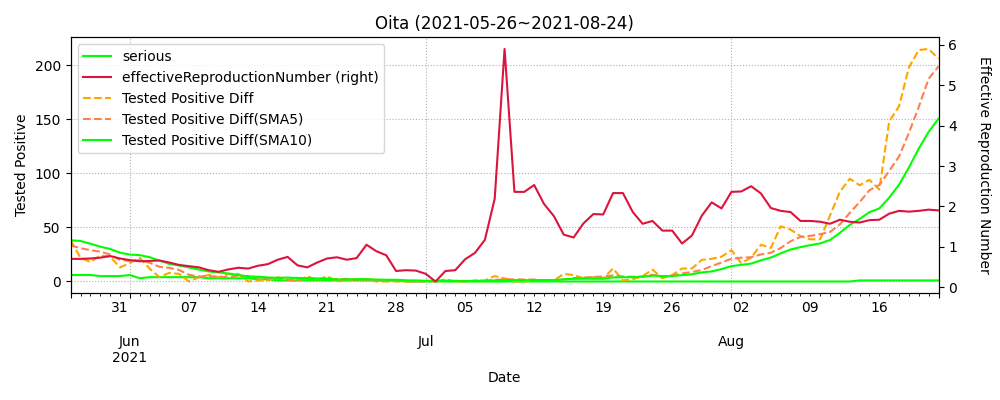 Oita (2021-05-26~2021-08-24)
serious
effectiveReproductionNumber (right)
Tested Positive Diff
Tested Positive Diff(SMA5)
Tested Positive Diff(SMA10)
Tested Positive
200
150
100
50
0
6
5
4
3
2
1
0
Effective Reproduction Number
31 07 14 21 28 05 12 19 26 02 09 16
Jun Jul Aug
2021
Date